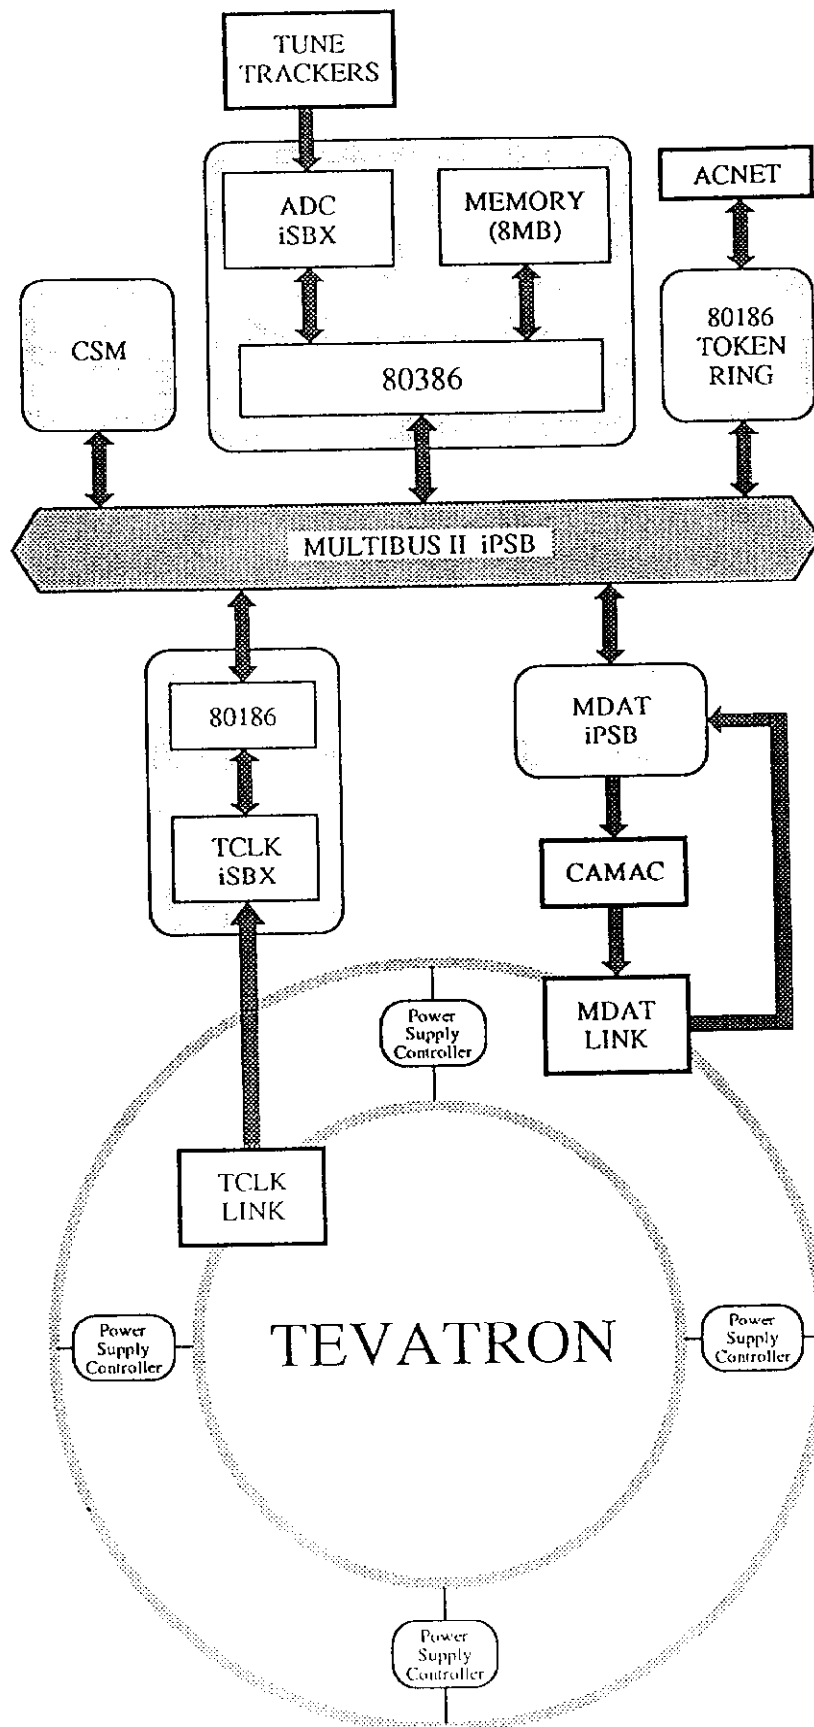 TUNE
TRACKERS
ADC
iSBX
MEMORY
(8MB)
ACNET
CSM
80386
80186
TOKEN
RING
MULTIBUS II iPSB
80186
TCLK
iSBX
MDAT
iPSB
CAMAC
MDAT
LINK
Power
Supply
Controller
TCLK
LINK
Power
Supply
Controller
TEVATRON
Power
Supply
Controller
Power
Supply
Controller